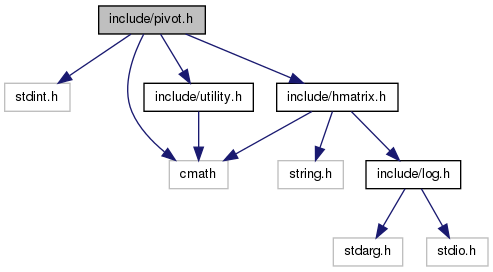 include/pivot.h
stdint.h
include/utility.h
include/hmatrix.h
cmath
string.h
include/log.h
stdarg.h
stdio.h